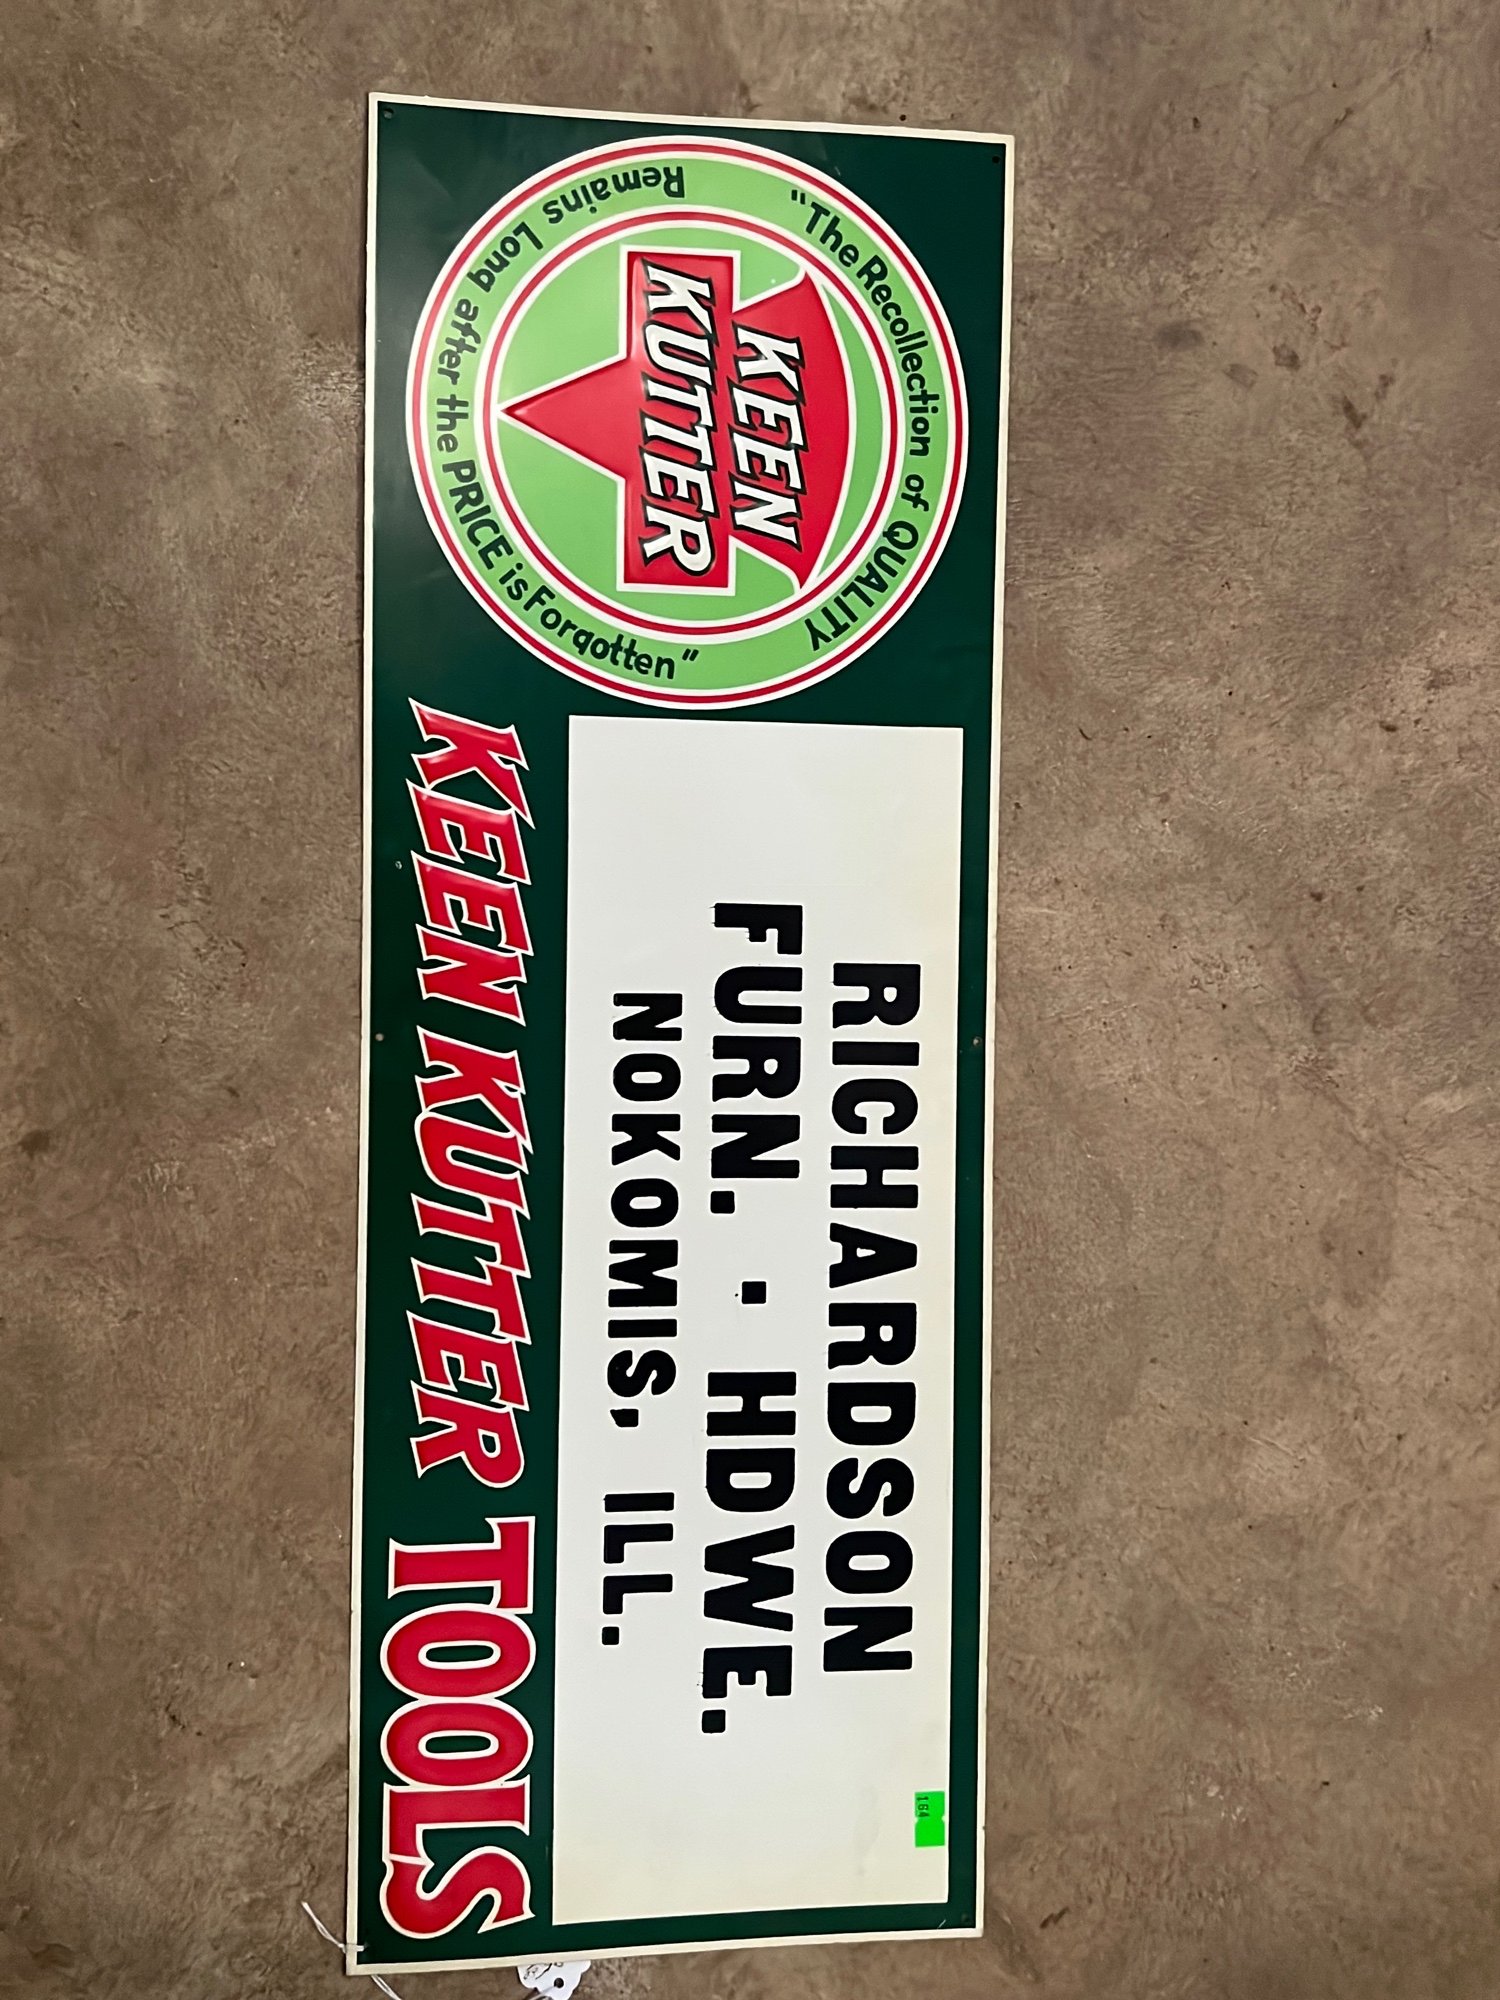 "The Recollection of QUALITY
Remains Long after the PRICE is Forgotten"
KEEN
KUTTER
RICHARDSON
FURN. · HDWE.
NOKOMIS, ILL.
KEEN KUTTER TOOLS